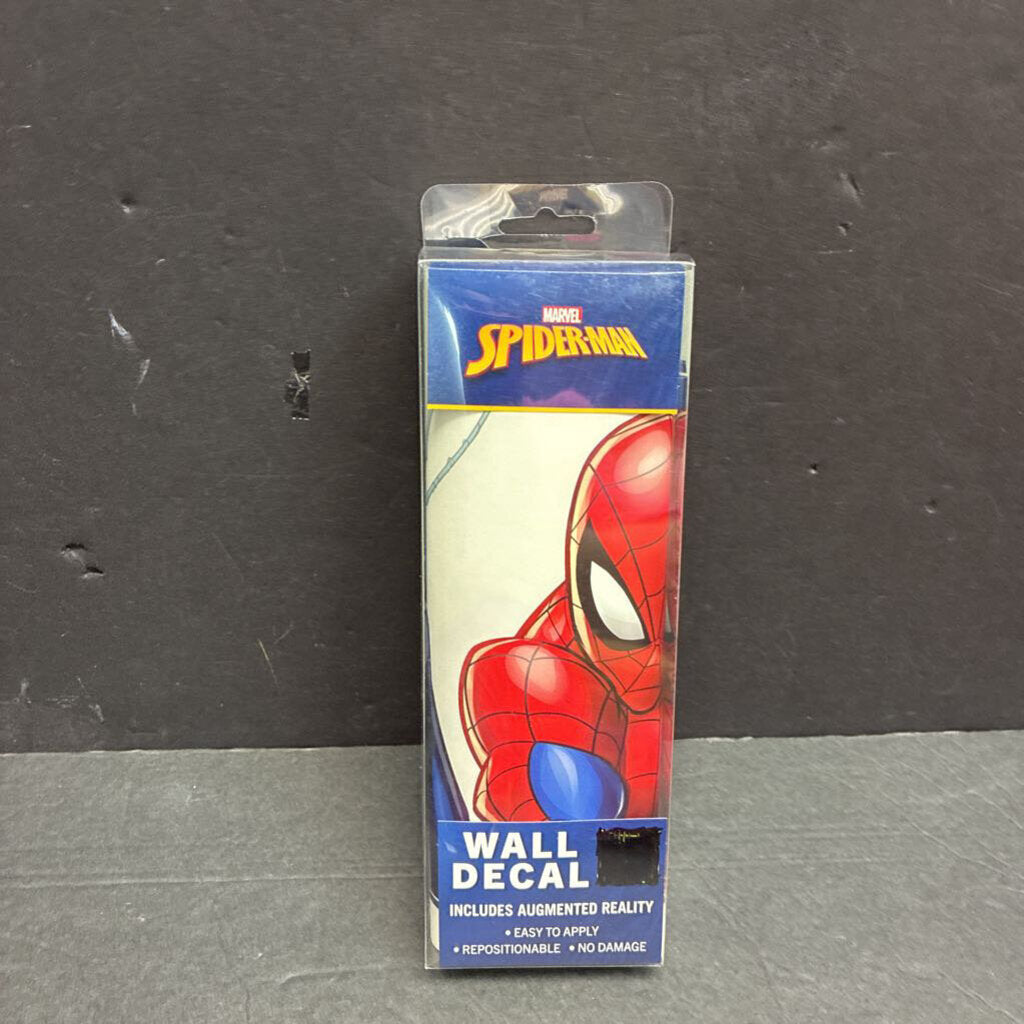 MARVEL
SPIDER-MAN
WALL
DECAL
INCLUDES AUGMENTED REALITY
• EASY TO APPLY
• REPOSITIONABLE • NO DAMAGE